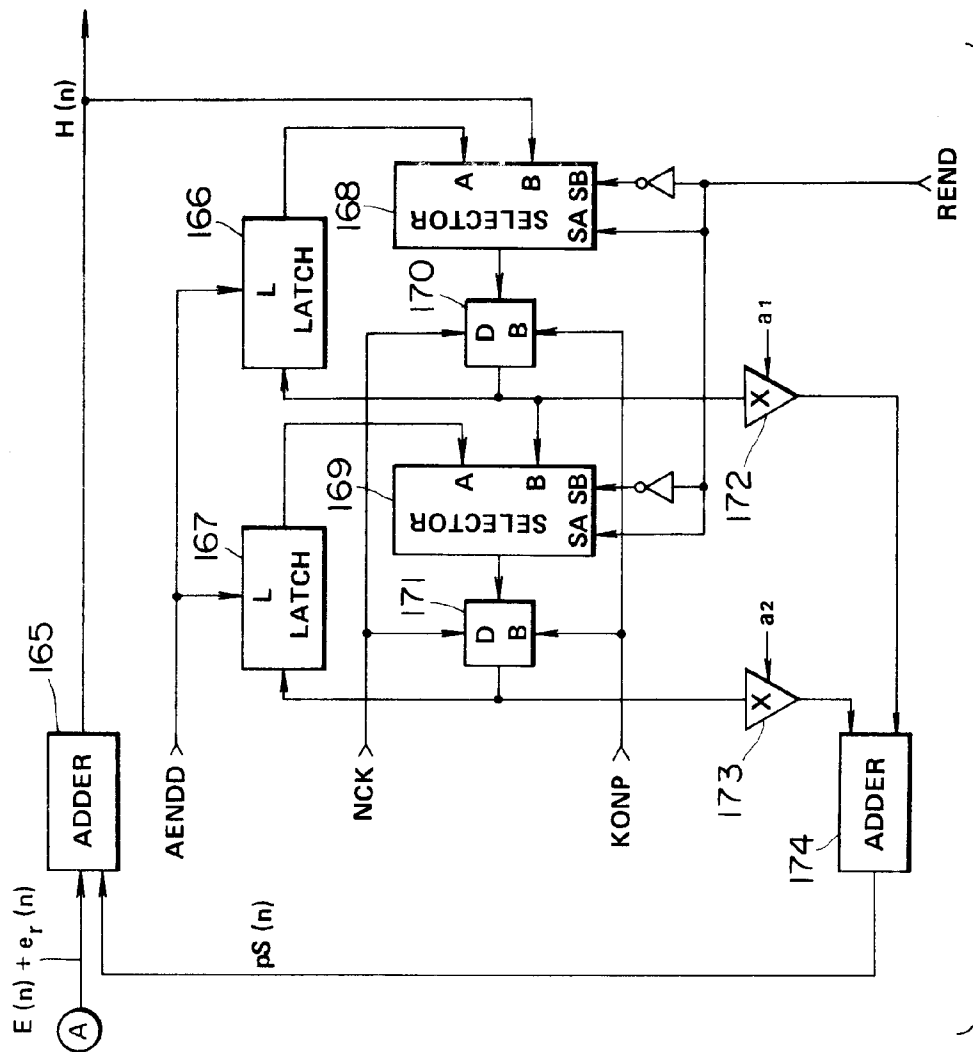 E(n) + e_r(n)
A
ADDER
165
H(n)
pS(n)
AENDD
NCK
KONP
REND
167
L
LATCH
166
L
LATCH
169
SELECTOR
A
B
SA SB
168
SELECTOR
A
B
SA SB
171
D
B
170
D
B
173
X
a2
172
X
a1
174
ADDER